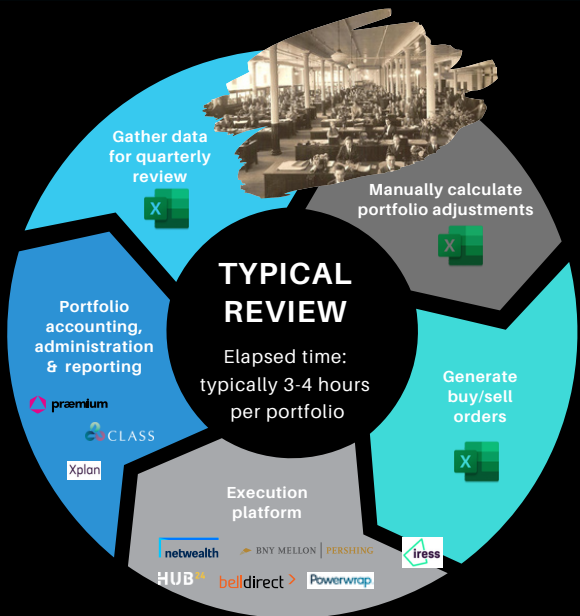 TYPICAL
REVIEW
Elapsed time:
typically 3-4 hours
per portfolio
Gather data
for quarterly
review
X
Manually calculate
portfolio adjustments
X
Generate
buy/sell
orders
X
Execution
platform
netwealth
BNY MELLON | PERSHING
iress
HUB24
belldirect
Powerwrap
Portfolio
accounting,
administration
& reporting
præmium
CLASS
Xplan